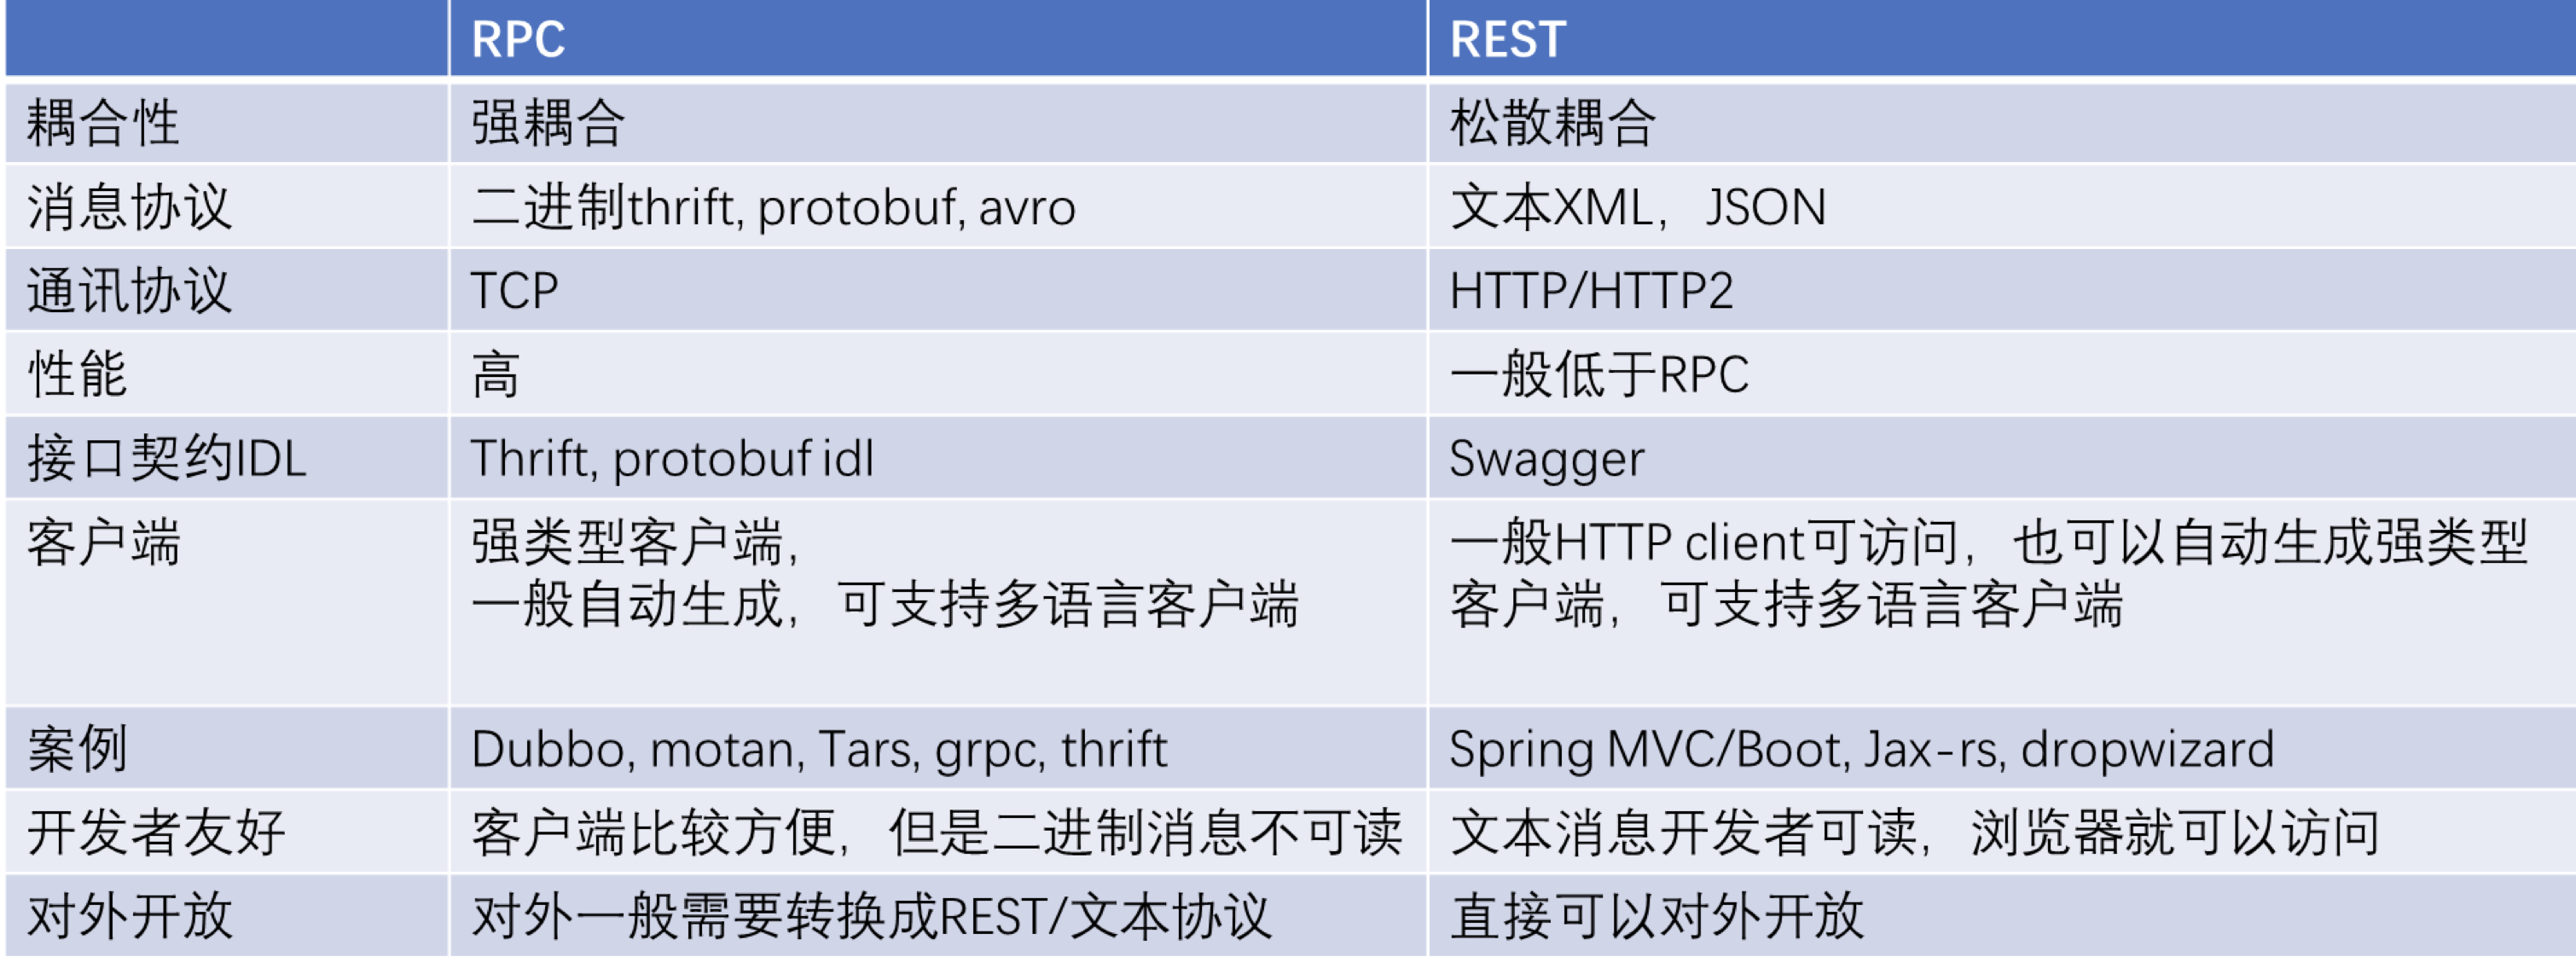 RPC REST
耦合性 强耦合 松散耦合
消息协议 二进制thrift, protobuf, avro 文本XML，JSON
通讯协议 TCP HTTP/HTTP2
性能 高 一般低于RPC
接口契约IDL Thrift, protobuf idl Swagger
客户端 强类型客户端， 一般HTTP client可访问，也可以自动生成强类型
一般自动生成，可支持多语言客户端 客户端，可支持多语言客户端
案例 Dubbo, motan, Tars, grpc, thrift Spring MVC/Boot, Jax-rs, dropwizard
开发者友好 客户端比较方便，但是二进制消息不可读 文本消息开发者可读，浏览器就可以访问
对外开放 对外一般需要转换成REST/文本协议 直接可以对外开放